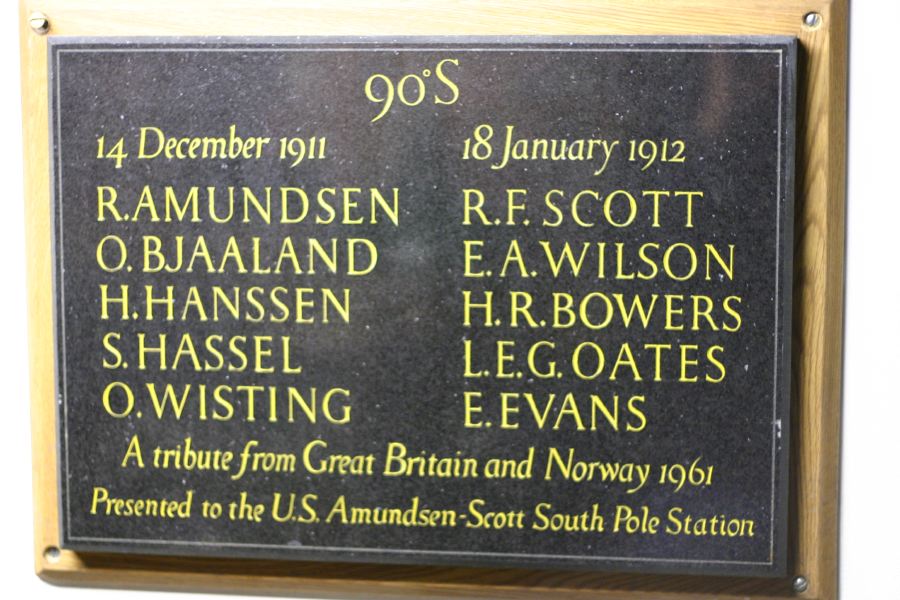 90°S
14 December 1911
R. AMUNDSEN
O. BJAALAND
H. HANSSEN
S. HASSEL
O. WISTING
18 January 1912
R. F. SCOTT
E. A. WILSON
H. R. BOWERS
L. E. G. OATES
E. EVANS
A tribute from Great Britain and Norway 1961
Presented to the U.S. Amundsen-Scott South Pole Station